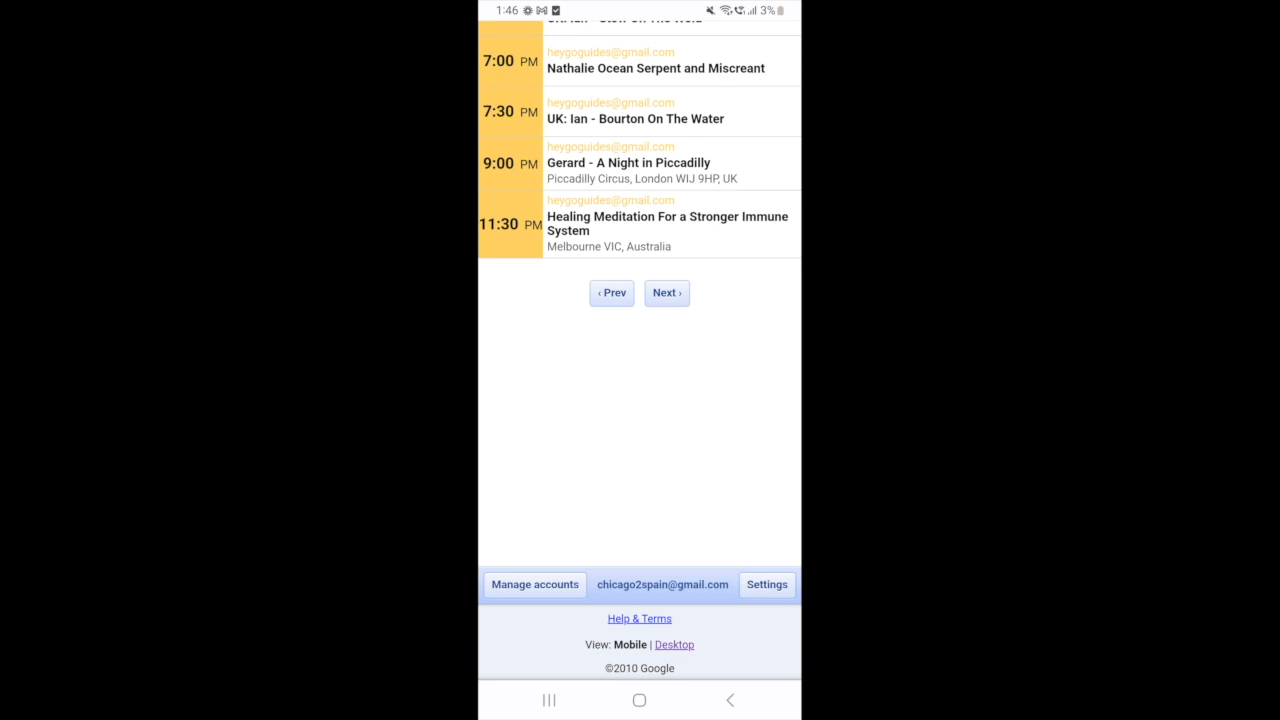 1:46 3%
7:00 PM
heygoguides@gmail.com
Nathalie Ocean Serpent and Miscreant
7:30 PM
heygoguides@gmail.com
UK: Ian - Bourton On The Water
9:00 PM
heygoguides@gmail.com
Gerard - A Night in Piccadilly
Piccadilly Circus, London WIJ 9HP, UK
11:30 PM
heygoguides@gmail.com
Healing Meditation For a Stronger Immune
System
Melbourne VIC, Australia
‹ Prev Next ›
Manage accounts chicago2spain@gmail.com Settings
Help & Terms
View: Mobile | Desktop
©2010 Google